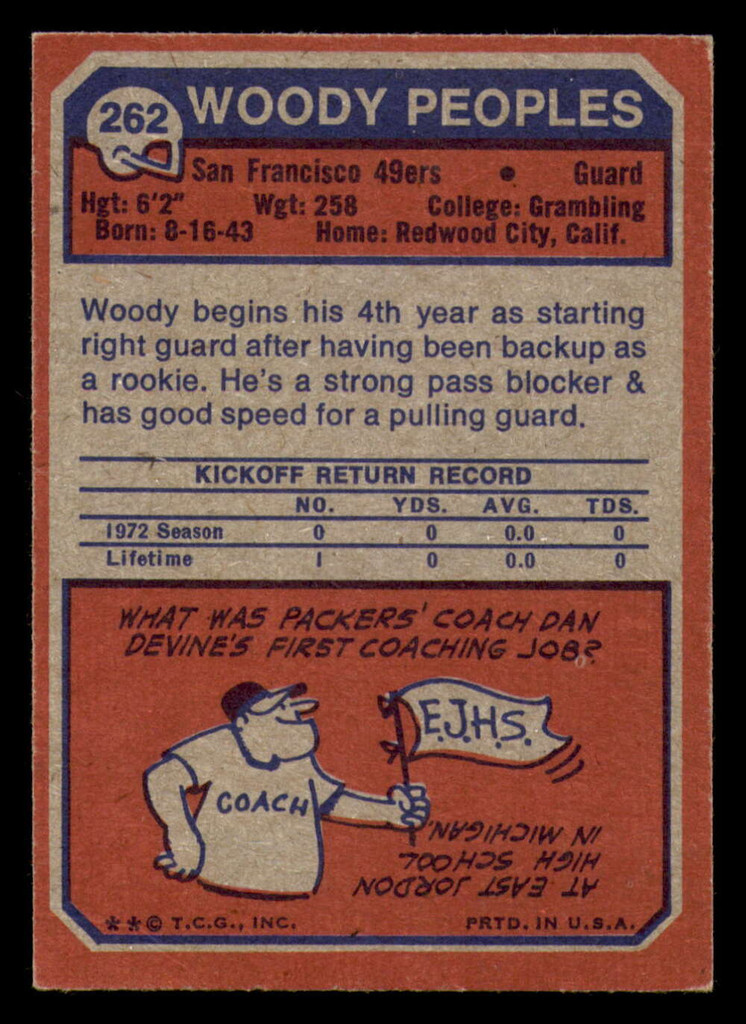 262 WOODY PEOPLES
San Francisco 49ers • Guard
Hgt: 6'2" Wgt: 258 College: Grambling
Born: 8-16-43 Home: Redwood City, Calif.
Woody begins his 4th year as starting
right guard after having been backup as
a rookie. He's a strong pass blocker &
has good speed for a pulling guard.
KICKOFF RETURN RECORD
NO. YDS. AVG. TDS.
1972 Season 0 0 0.0 0
Lifetime 1 0 0.0 0
WHAT WAS PACKERS' COACH DAN
DEVINE'S FIRST COACHING JOB?
E.J.H.S.
COACH
AT EAST JORDON
HIGH SCHOOL
IN MICHIGAN.
**© T.C.G., INC. PRTD. IN U.S.A.